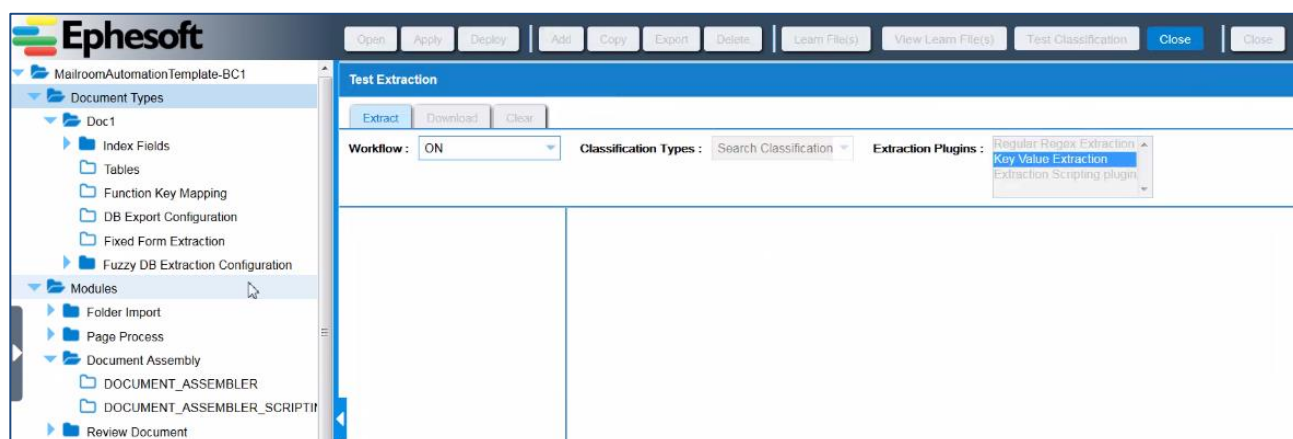 Ephesoft
Open Apply Deploy Add Copy Export Delete Learn File(s) View Learn File(s) Test Classification Close Close
MailroomAutomationTemplate-BC1
Document Types
Doc1
Index Fields
Tables
Function Key Mapping
DB Export Configuration
Fixed Form Extraction
Fuzzy DB Extraction Configuration
Modules
Folder Import
Page Process
Document Assembly
DOCUMENT_ASSEMBLER
DOCUMENT_ASSEMBLER_SCRIPTIN
Review Document
Test Extraction
Extract Download Clear
Workflow : ON Classification Types : Search Classification Extraction Plugins :
Regular Regex Extraction
Key Value Extraction
Extraction Scripting plugin